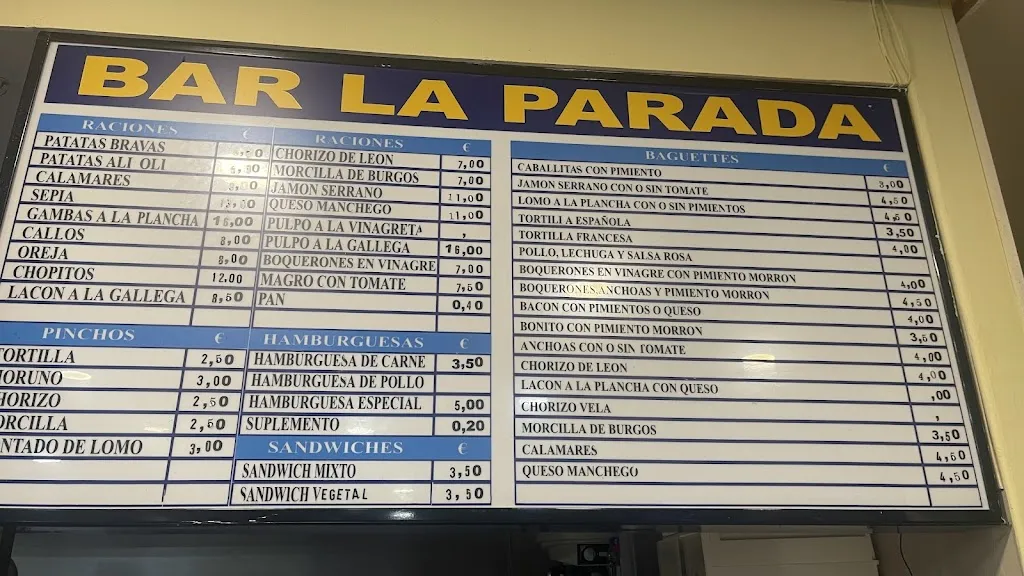 BAR LA PARADA
RACIONES €
PATATAS BRAVAS
PATATAS ALI OLI
CALAMARES
SEPIA
GAMBAS A LA PLANCHA
CALLOS 8,00
OREJA 8,00
CHOPITOS 12.00
LACON A LA GALLEGA 8,50
PINCHOS €
TORTILLA 2,50
MORUNO 3,00
CHORIZO 2,50
MORCILLA 2,50
NTADO DE LOMO 3,00
RACIONES
CHORIZO DE LEON 7,00
MORCILLA DE BURGOS 7,00
JAMON SERRANO 11,00
QUESO MANCHEGO 11,00
PULPO A LA VINAGRETA ,
PULPO A LA GALLEGA 16,00
BOQUERONES EN VINAGRE 7,00
MAGRO CON TOMATE 7,50
PAN 0,40
HAMBURGUESAS €
HAMBURGUESA DE CARNE 3,50
HAMBURGUESA DE POLLO
HAMBURGUESA ESPECIAL 5,00
SUPLEMENTO 0,20
SANDWICHES €
SANDWICH MIXTO 3,50
SANDWICH VEGETAL 3,50
BAGUETTES €
CABALLITAS CON PIMIENTO 3,00
JAMON SERRANO CON O SIN TOMATE 4,50
LOMO A LA PLANCHA CON O SIN PIMIENTOS 4,50
TORTILLA ESPAÑOLA 3,50
TORTILLA FRANCESA 4,00
POLLO, LECHUGA Y SALSA ROSA
BOQUERONES EN VINAGRE CON PIMIENTO MORRON 4,00
BOQUERONES,ANCHOAS Y PIMIENTO MORRON 4,50
BACON CON PIMIENTOS O QUESO 4,00
BONITO CON PIMIENTO MORRON 3,50
ANCHOAS CON O SIN TOMATE 4,00
CHORIZO DE LEON 4,00
LACON A LA PLANCHA CON QUESO ,00
CHORIZO VELA ,
MORCILLA DE BURGOS 3,50
CALAMARES 4,50
QUESO MANCHEGO 4,50